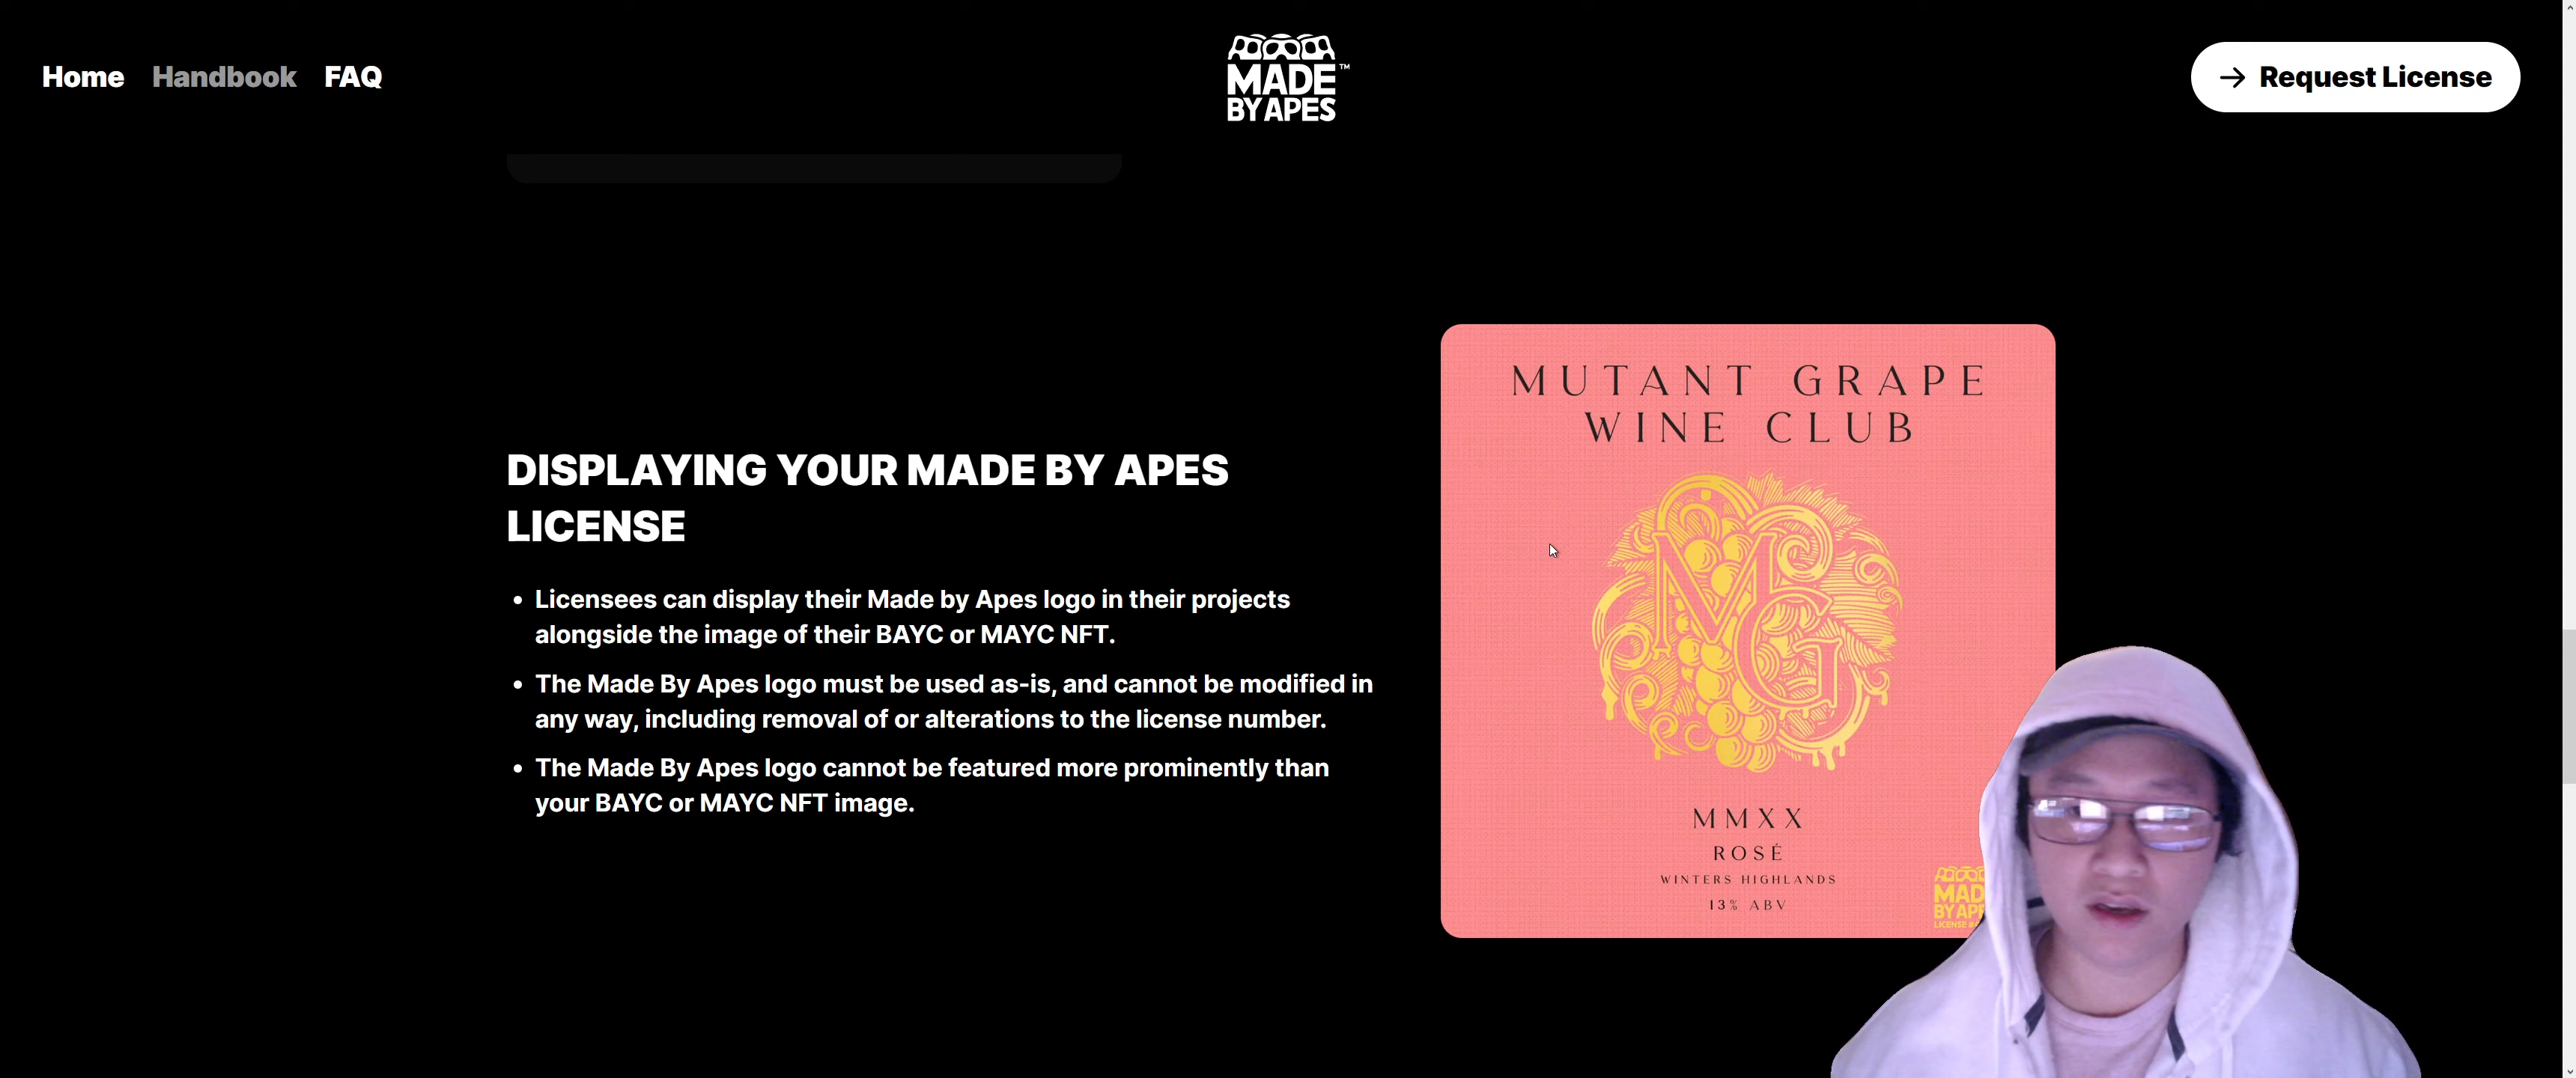 Home Handbook FAQ
MADE ™
BY APES
→ Request License
DISPLAYING YOUR MADE BY APES
LICENSE
• Licensees can display their Made by Apes logo in their projects
alongside the image of their BAYC or MAYC NFT.
• The Made By Apes logo must be used as-is, and cannot be modified in
any way, including removal of or alterations to the license number.
• The Made By Apes logo cannot be featured more prominently than
your BAYC or MAYC NFT image.
MUTANT GRAPE
WINE CLUB
MG
MMXX
ROSÉ
WINTERS HIGHLANDS
13% ABV
BY
LICENSE